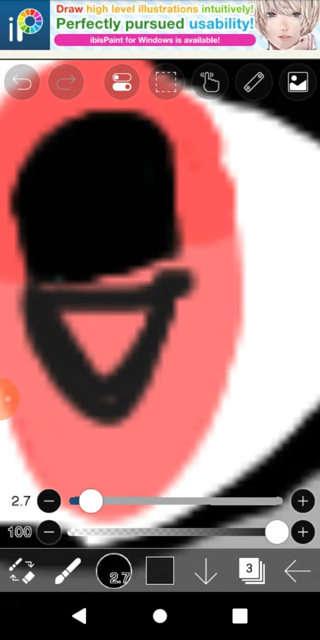 iP
Draw high level illustrations intuitively!
Perfectly pursued usability!
ibisPaint for Windows is available!
2.7
100
2.7
3